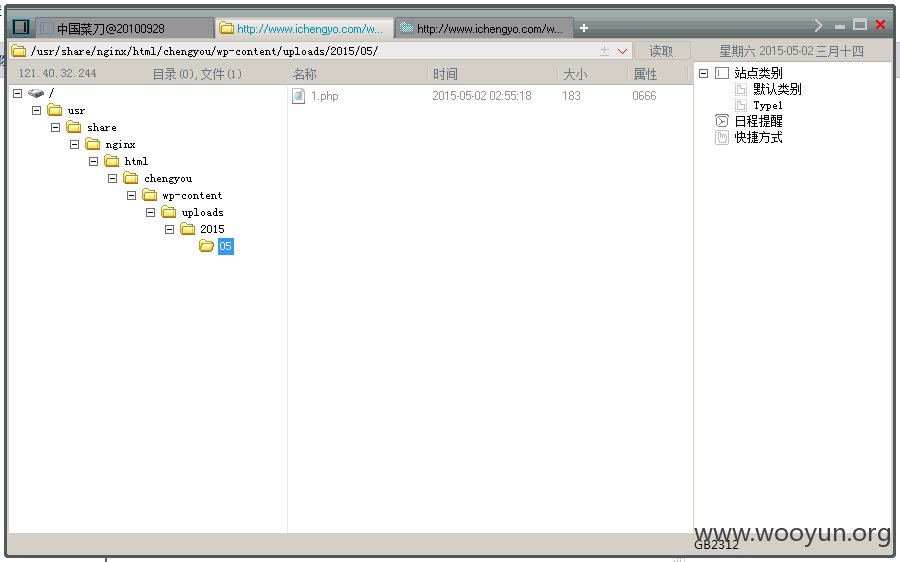 中国菜刀@20100928 http://www.ichengyo.com/w... http://www.ichengyo.com/w...
/usr/share/nginx/html/chengyou/wp-content/uploads/2015/05/ 读取 星期六 2015-05-02 三月十四
121.40.32.244 目录(0),文件(1) 名称 时间 大小 属性
/
usr
share
nginx
html
chengyou
wp-content
uploads
2015
05
1.php 2015-05-02 02:55:18 183 0666
站点类别
默认类别
Type1
日程提醒
快捷方式
www.wooyun.org
GB2312